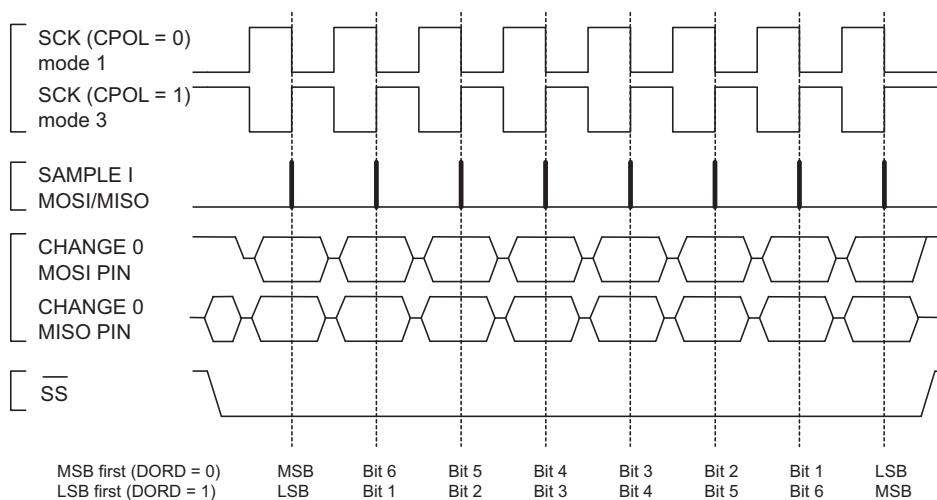 SCK (CPOL = 0)
mode 1
SCK (CPOL = 1)
mode 3
SAMPLE I
MOSI/MISO
CHANGE 0
MOSI PIN
CHANGE 0
MISO PIN
SS
MSB first (DORD = 0) MSB Bit 6 Bit 5 Bit 4 Bit 3 Bit 2 Bit 1 LSB
LSB first (DORD = 1) LSB Bit 1 Bit 2 Bit 3 Bit 4 Bit 5 Bit 6 MSB